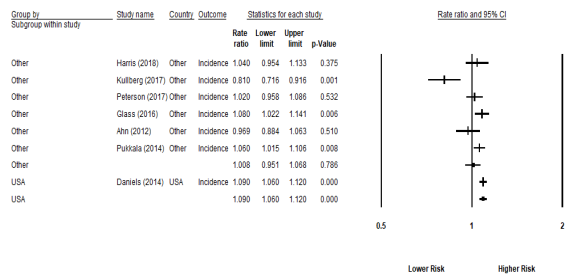 Group by Study name Country Outcome Statistics for each study Rate ratio and 95% CI
Subgroup within study
Rate ratio Lower limit Upper limit p-Value
Other Harris (2018) Other Incidence 1.040 0.954 1.133 0.375
Other Kullberg (2017) Other Incidence 0.810 0.716 0.916 0.001
Other Peterson (2017) Other Incidence 1.020 0.958 1.086 0.532
Other Glass (2016) Other Incidence 1.080 1.022 1.141 0.006
Other Ahn (2012) Other Incidence 0.969 0.884 1.063 0.510
Other Pukkala (2014) Other Incidence 1.060 1.015 1.106 0.008
Other 1.008 0.951 1.068 0.786
USA Daniels (2014) USA Incidence 1.090 1.060 1.120 0.000
USA 1.090 1.060 1.120 0.000
0.5 1 2
Lower Risk Higher Risk